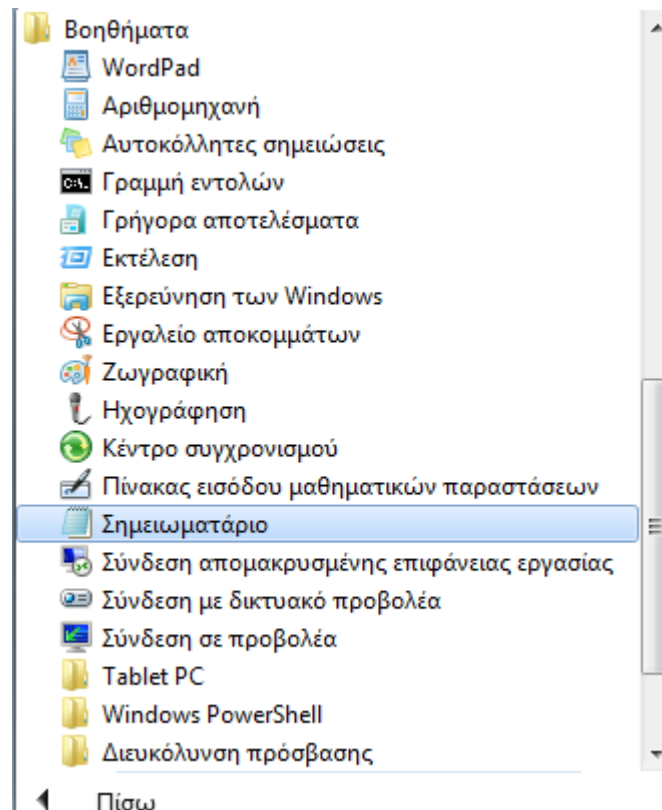 Βοηθήματα
WordPad
Αριθμομηχανή
Αυτοκόλλητες σημειώσεις
Γραμμή εντολών
Γρήγορα αποτελέσματα
Εκτέλεση
Εξερεύνηση των Windows
Εργαλείο αποκομμάτων
Ζωγραφική
Ηχογράφηση
Κέντρο συγχρονισμού
Πίνακας εισόδου μαθηματικών παραστάσεων
Σημειωματάριο
Σύνδεση απομακρυσμένης επιφάνειας εργασίας
Σύνδεση με δικτυακό προβολέα
Σύνδεση σε προβολέα
Tablet PC
Windows PowerShell
Διευκόλυνση πρόσβασης
Πίσω